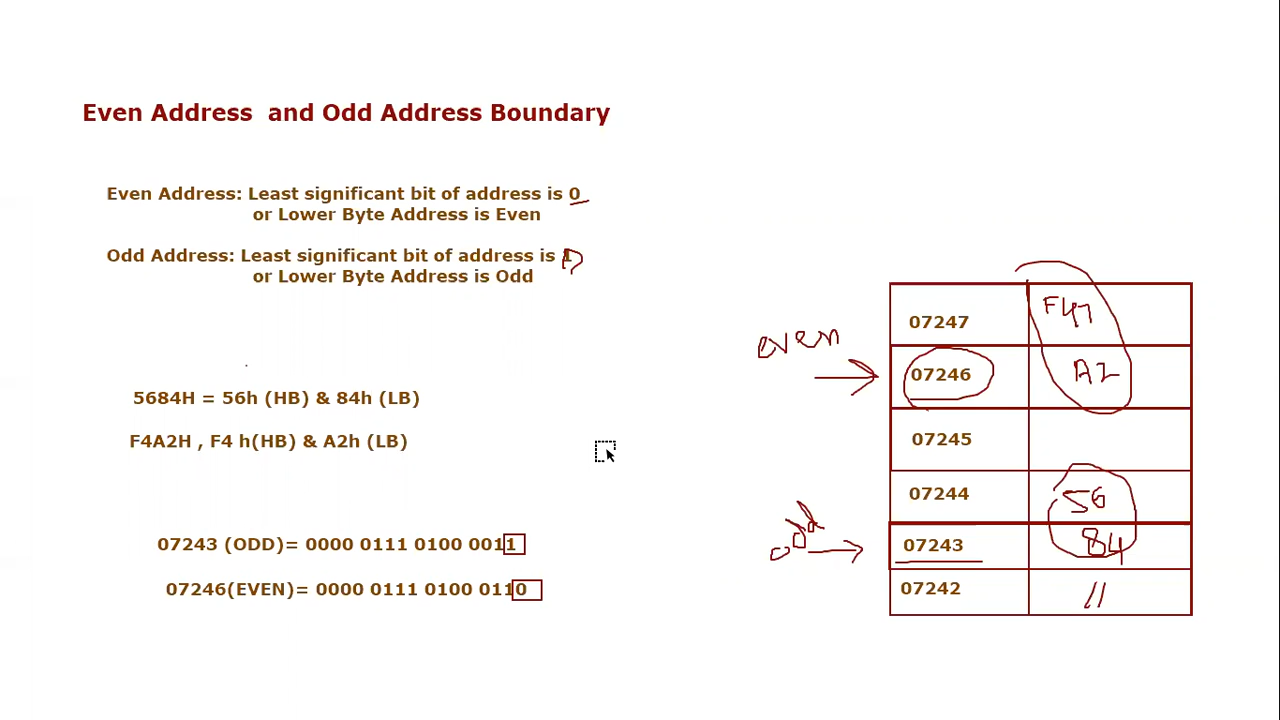 Even Address and Odd Address Boundary
Even Address: Least significant bit of address is 0
or Lower Byte Address is Even
Odd Address: Least significant bit of address is 1
or Lower Byte Address is Odd
5684H = 56h (HB) & 84h (LB)
F4A2H , F4 h(HB) & A2h (LB)
07243 (ODD)= 0000 0111 0100 0011
07246(EVEN)= 0000 0111 0100 0110
even
odd
07247
07246 A2
07245
07244 56
07243 84
07242